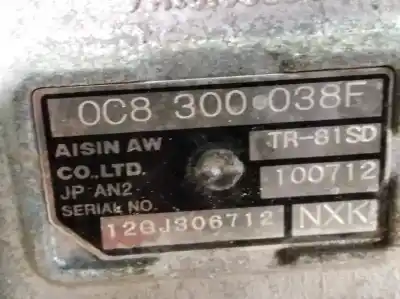 0C8 300 038F
AISIN AW
CO.,LTD.
JP-AN2
SERIAL NO.
TR-81SD
100712
12GJ306712
NXK